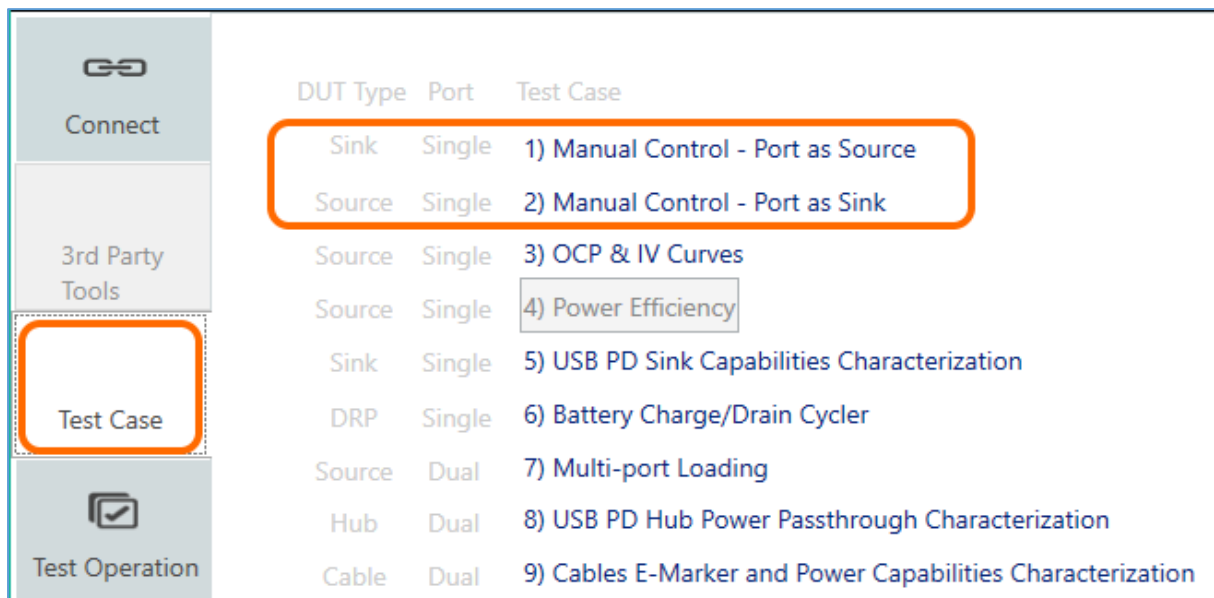 Connect
3rd Party
Tools
Test Case
Test Operation
DUT Type Port Test Case
Sink Single 1) Manual Control - Port as Source
Source Single 2) Manual Control - Port as Sink
Source Single 3) OCP & IV Curves
Source Single 4) Power Efficiency
Sink Single 5) USB PD Sink Capabilities Characterization
DRP Single 6) Battery Charge/Drain Cycler
Source Dual 7) Multi-port Loading
Hub Dual 8) USB PD Hub Power Passthrough Characterization
Cable Dual 9) Cables E-Marker and Power Capabilities Characterization